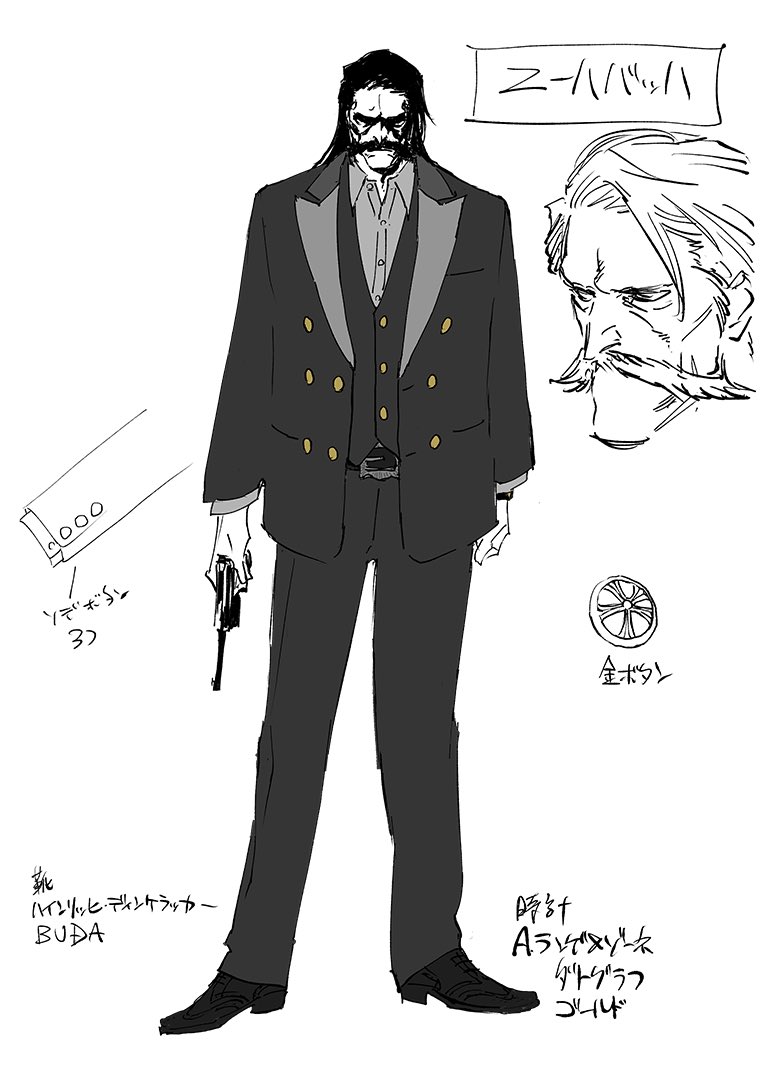 ユーハバッハ
ソデボタン
3つ
金ボタン
靴
ハインリッヒ・ディンケラッカー
BUDA
時計
A.ランゲ&ゾーネ
ダトグラフ
ゴールド